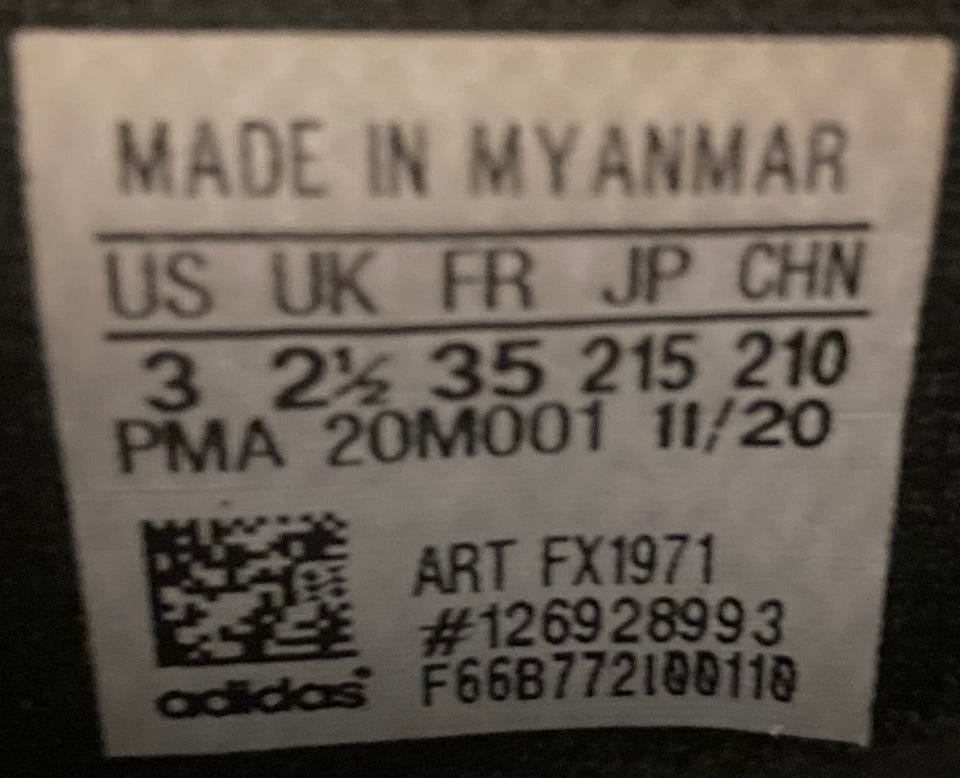 MADE IN MYANMAR
US UK FR JP CHN
3 2½ 35 215 210
PMA 20M001 11/20
ART FX1971
#126928993
F66B772100110
adidas